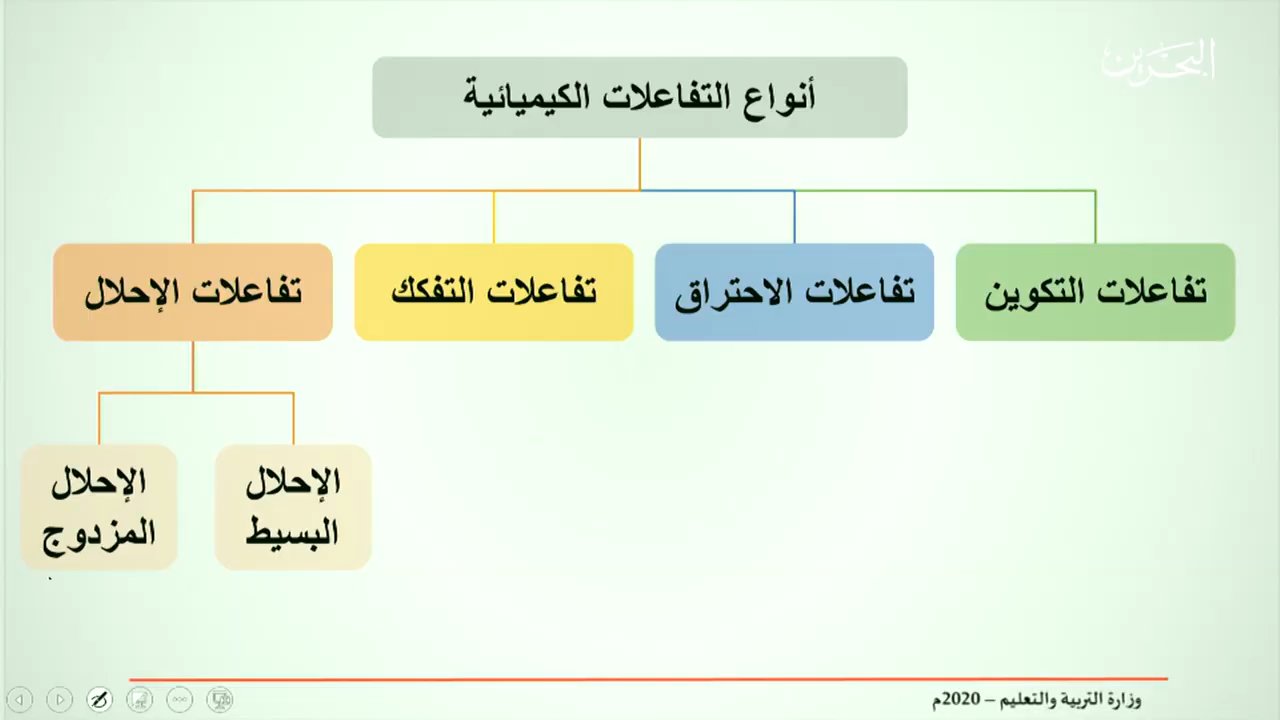 البحرين
أنواع التفاعلات الكيميائية
تفاعلات التكوين
تفاعلات الاحتراق
تفاعلات التفكك
تفاعلات الإحلال
الإحلال
البسيط
الإحلال
المزدوج
وزارة التربية والتعليم – 2020م